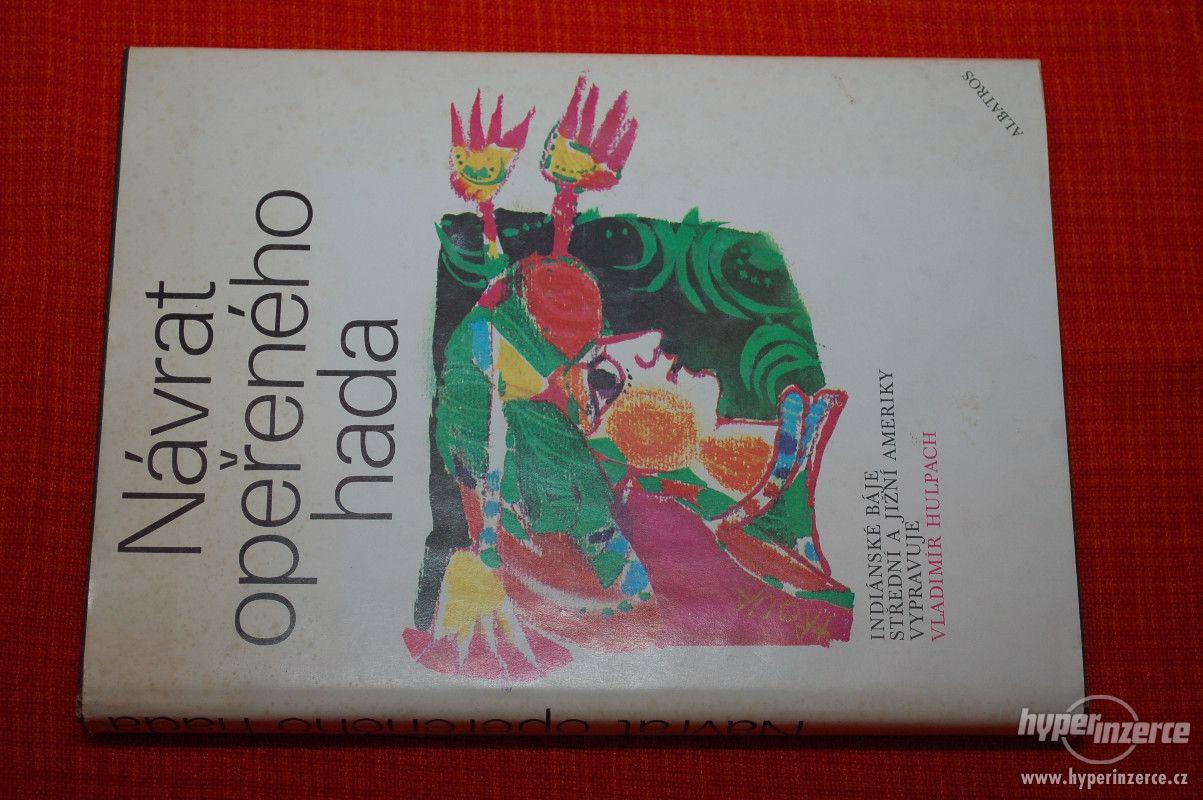 Návrat
opeřeného
hada
ALBATROS
INDIÁNSKÉ BÁJE
STŘEDNÍ A JIŽNÍ AMERIKY
VYPRAVUJE
VLADIMÍR HULPACH
Návrat opeřeného hada
hyperinzerce
www.hyperinzerce.cz